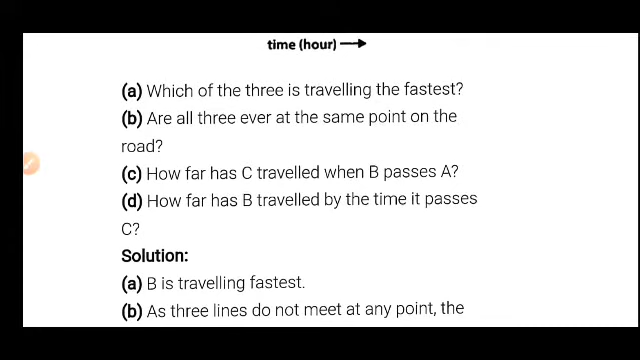 time (hour) →
(a) Which of the three is travelling the fastest?
(b) Are all three ever at the same point on the
road?
(c) How far has C travelled when B passes A?
(d) How far has B travelled by the time it passes
C?
Solution:
(a) B is travelling fastest.
(b) As three lines do not meet at any point, the